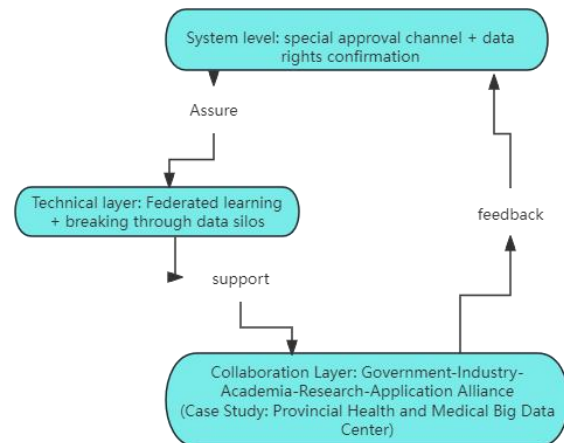 System level: special approval channel + data
rights confirmation
Assure
Technical layer: Federated learning
+ breaking through data silos
feedback
support
Collaboration Layer: Government-Industry-
Academia-Research-Application Alliance
(Case Study: Provincial Health and Medical Big Data
Center)